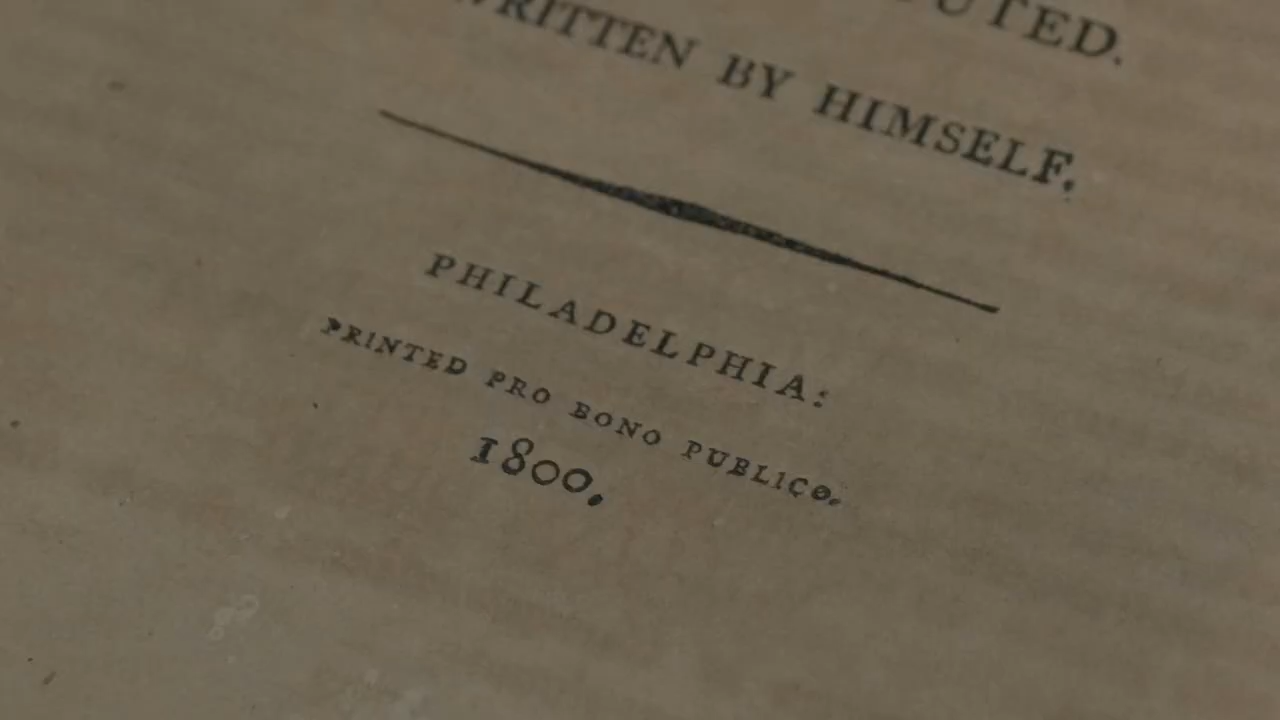 WRITTEN BY HIMSELF.
PHILADELPHIA:
PRINTED PRO BONO PUBLICO.
1800.